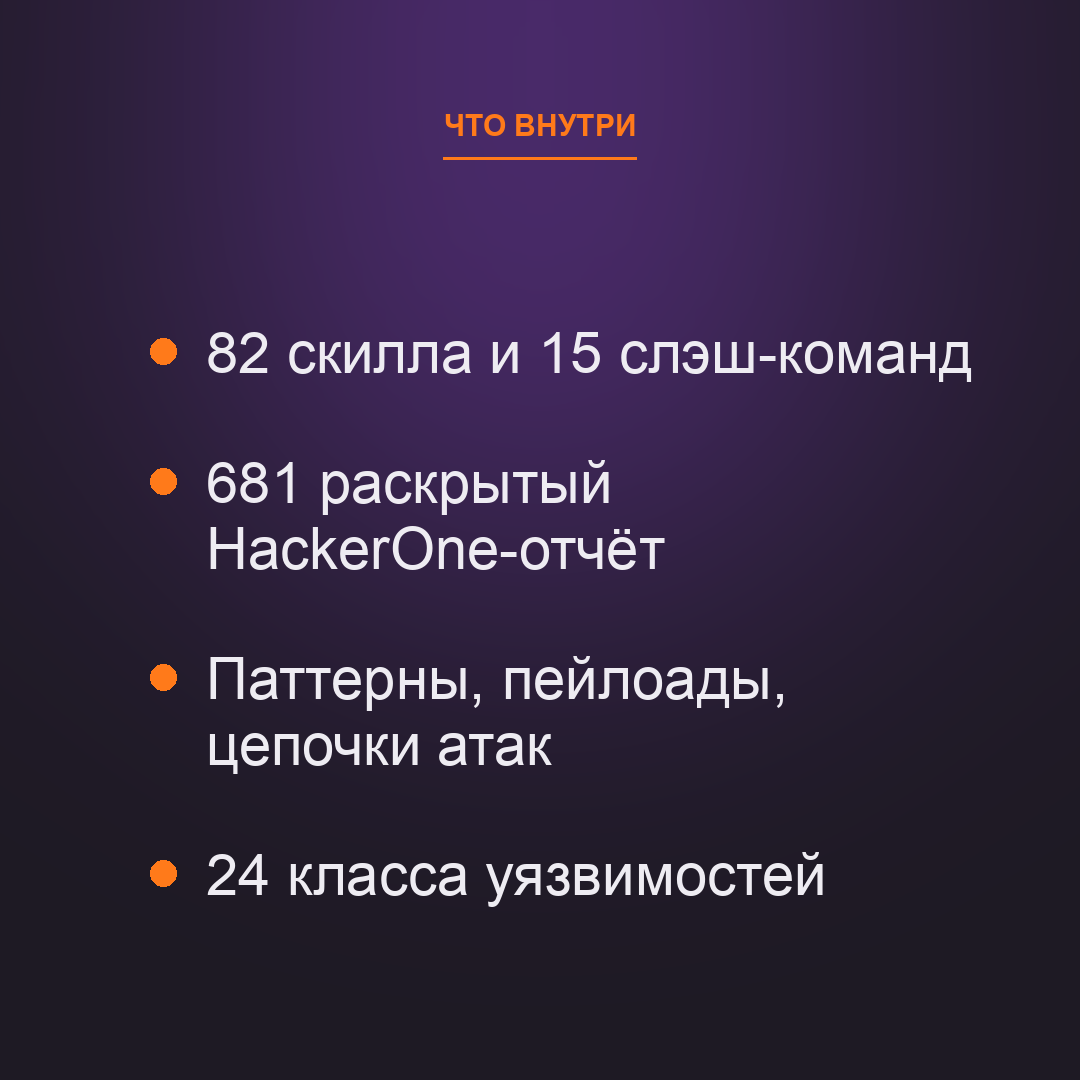 ЧТО ВНУТРИ
82 скилла и 15 слэш-команд
681 раскрытый
HackerOne-отчёт
Паттерны, пейлоады,
цепочки атак
24 класса уязвимостей